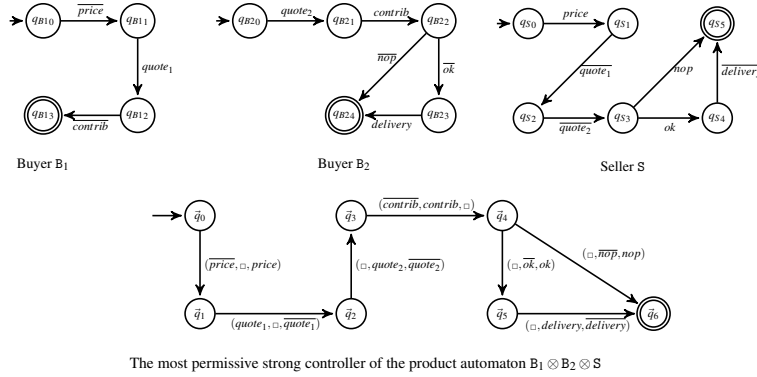 q_{B10} \overline{price} q_{B11} q_{B20} quote_2 q_{B21} contrib q_{B22} q_{S0} price q_{S1} q_{S5}
quote_1 \overline{nop} \overline{ok} \overline{quote_1} nop \overline{delivery}
q_{B13} \overline{contrib} q_{B12} q_{B24} delivery q_{B23} q_{S2} \overline{quote_2} q_{S3} ok q_{S4}
Buyer B_1 Buyer B_2 Seller S
\vec{q}_0 \vec{q}_3 (\overline{contrib}, contrib, □) \vec{q}_4
(\overline{price}, □, price) (□, quote_2, \overline{quote_2}) (□, \overline{ok}, ok) (□, \overline{nop}, nop)
\vec{q}_1 (quote_1, □, \overline{quote_1}) \vec{q}_2 \vec{q}_5 (□, delivery, \overline{delivery}) \vec{q}_6
The most permissive strong controller of the product automaton B_1 ⊗ B_2 ⊗ S